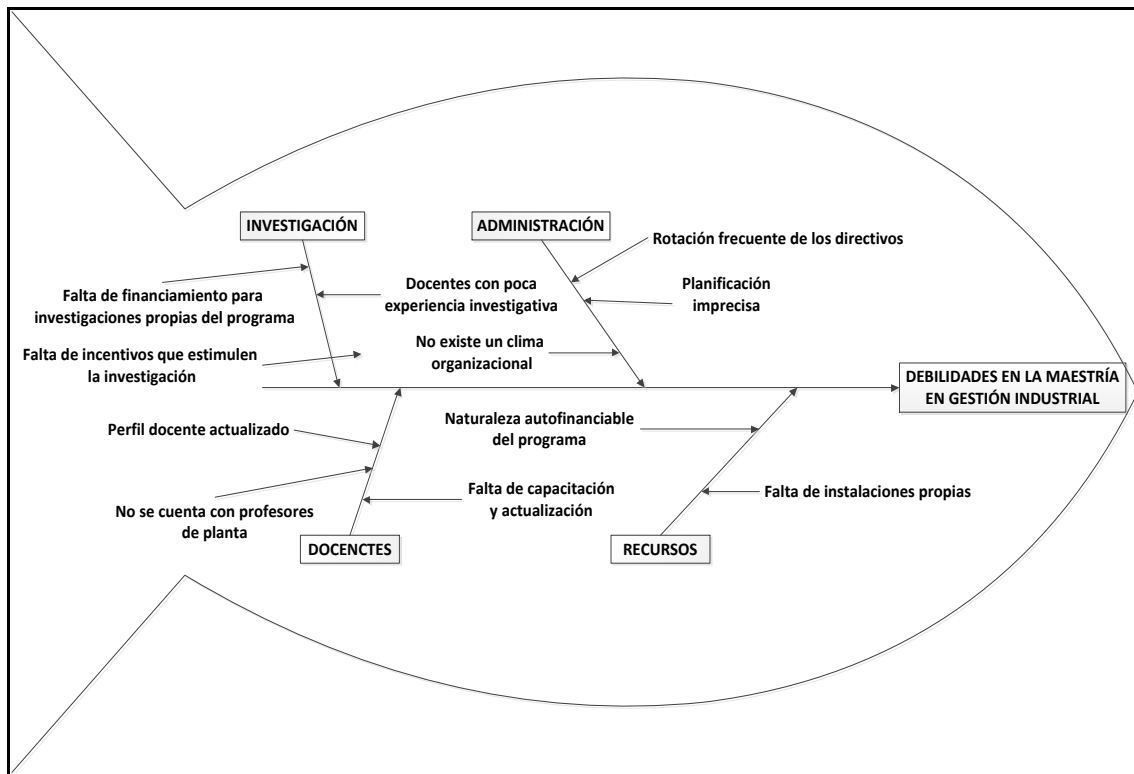 INVESTIGACIÓN
ADMINISTRACIÓN
Rotación frecuente de los directivos
Falta de financiamiento para
investigaciones propias del programa
Docentes con poca
experiencia investigativa
Planificación
imprecisa
Falta de incentivos que estimulen
la investigación
No existe un clima
organizacional
DEBILIDADES EN LA MAESTRÍA
EN GESTIÓN INDUSTRIAL
Perfil docente actualizado
Naturaleza autofinanciable
del programa
No se cuenta con profesores
de planta
Falta de capacitación
y actualización
Falta de instalaciones propias
DOCENCTES
RECURSOS